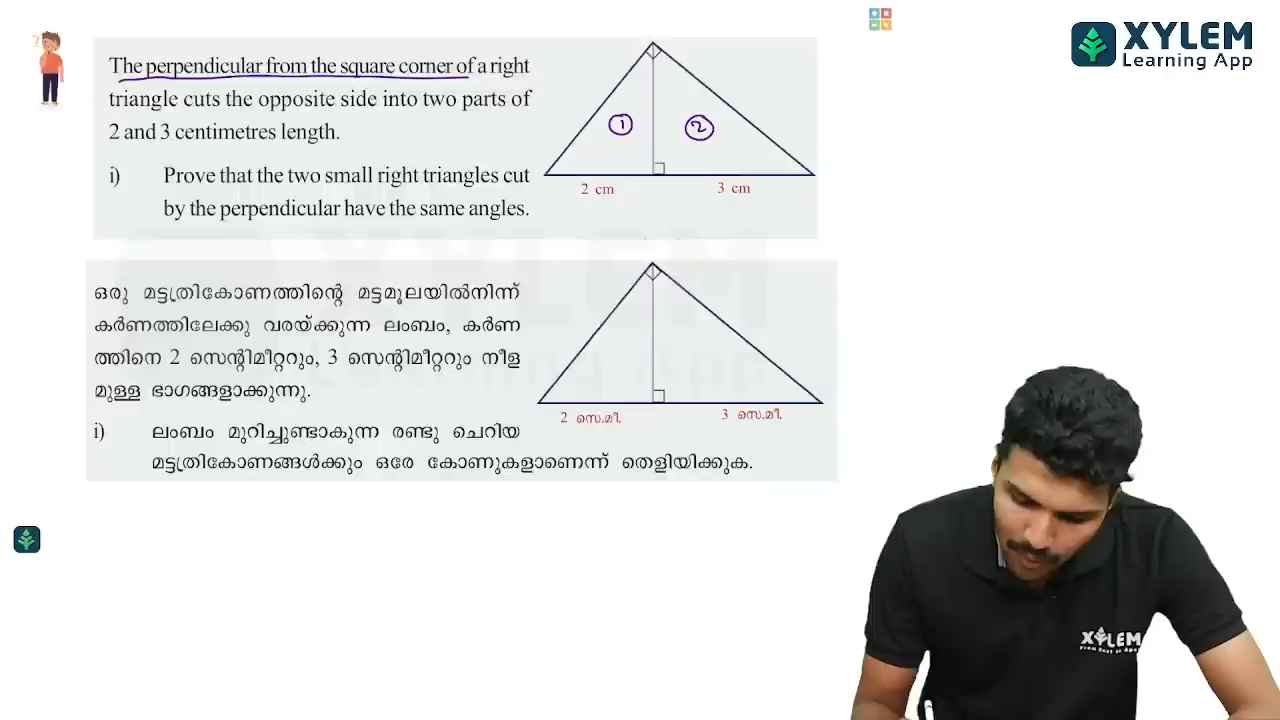 XYLEM
Learning App
The perpendicular from the square corner of a right
triangle cuts the opposite side into two parts of
2 and 3 centimetres length.
i) Prove that the two small right triangles cut
by the perpendicular have the same angles.
1 2
2 cm 3 cm
ഒരു മട്ടത്രികോണത്തിന്റെ മട്ടമൂലയിൽനിന്ന്
കർണത്തിലേക്കു വരയ്ക്കുന്ന ലംബം, കർണ
ത്തിനെ 2 സെന്റിമീറ്ററും, 3 സെന്റിമീറ്ററും നീള
മുള്ള ഭാഗങ്ങളാക്കുന്നു.
2 സെ.മീ. 3 സെ.മീ.
i) ലംബം മുറിച്ചുണ്ടാകുന്ന രണ്ടു ചെറിയ
മട്ടത്രികോണങ്ങൾക്കും ഒരേ കോണുകളാണെന്ന് തെളിയിക്കുക.
XYLEM